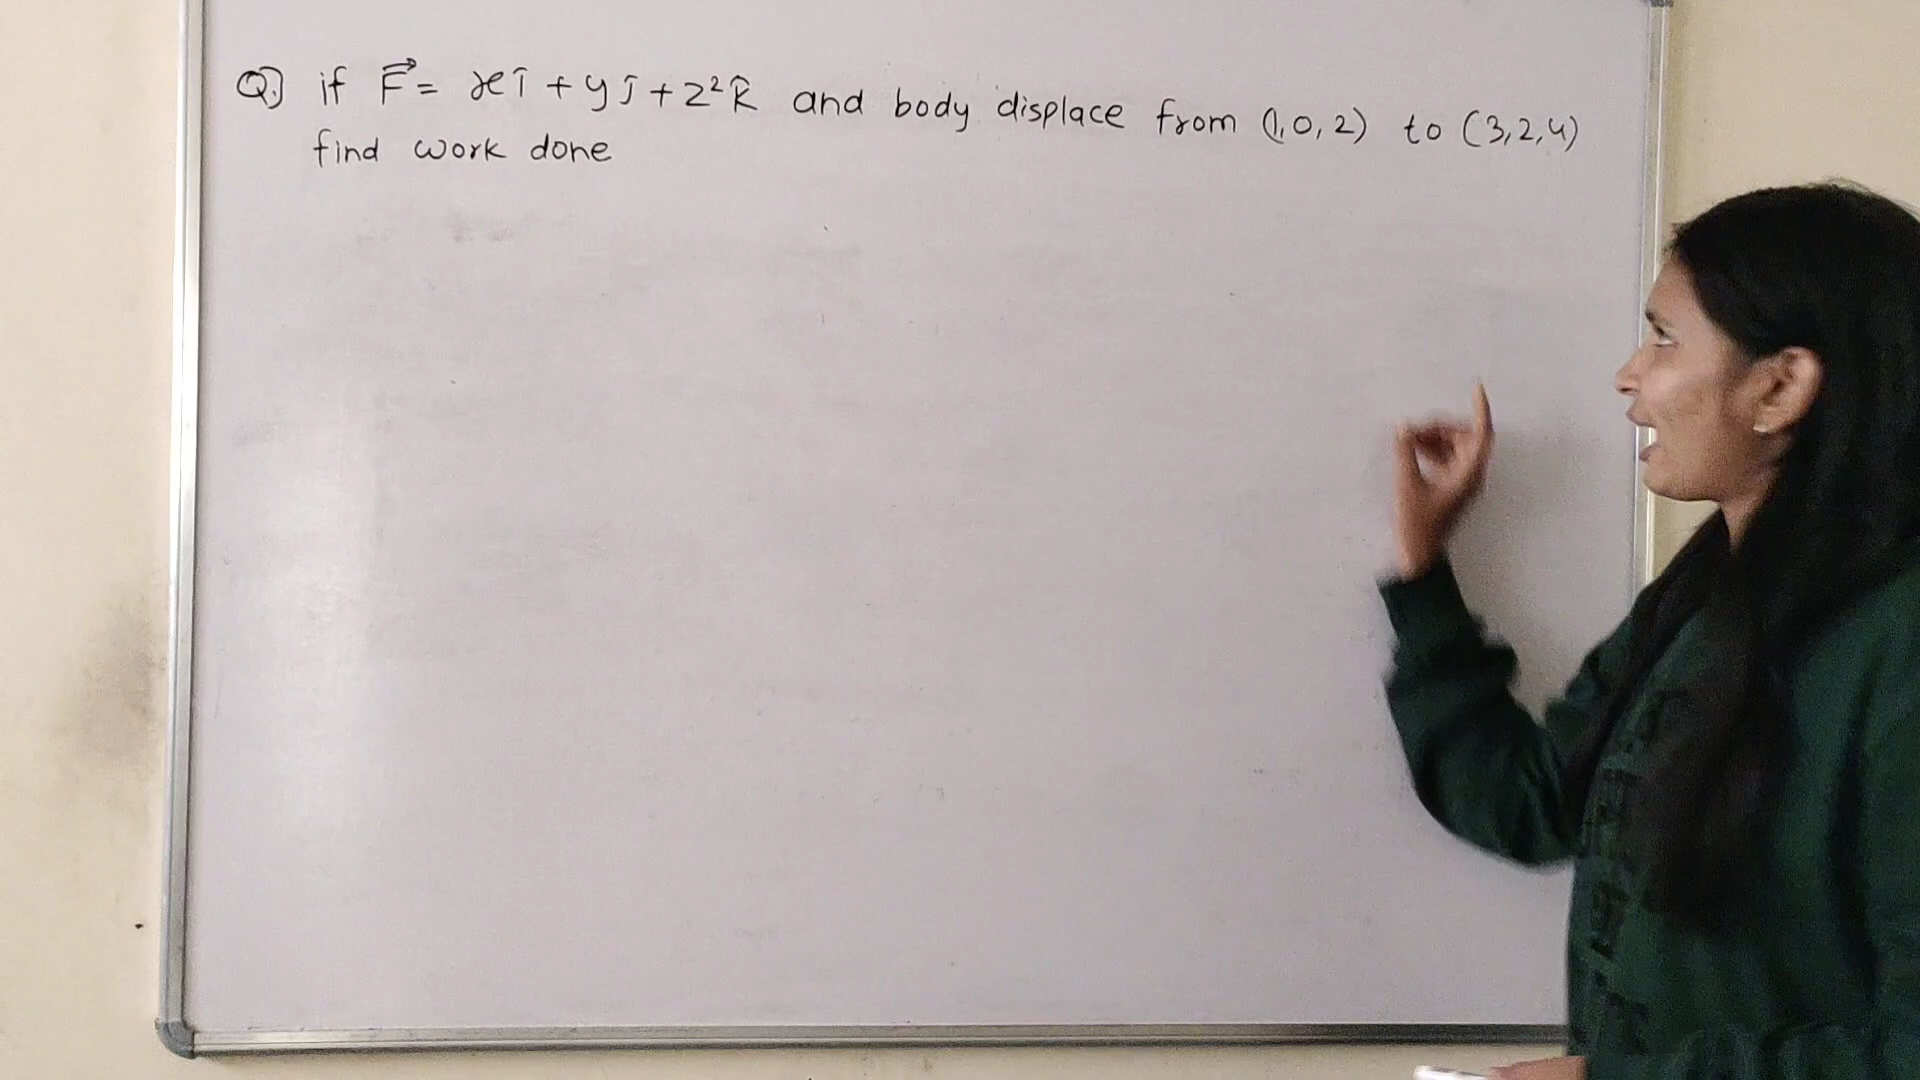 Q.) if F⃗ = xî + yĵ + z²k̂ and body displace from (1,0,2) to (3,2,4)
find work done